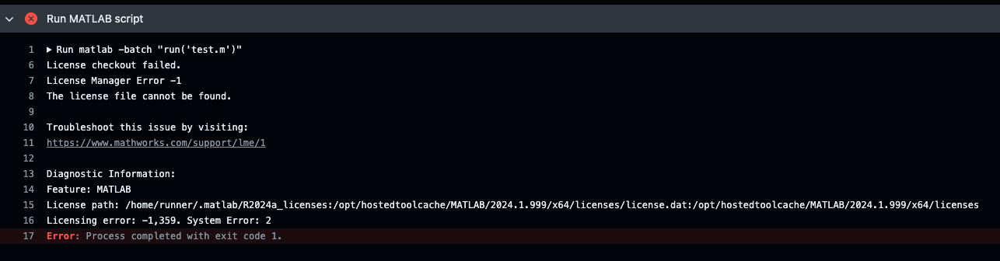 Run MATLAB script
1 Run matlab -batch "run('test.m')"
6 License checkout failed.
7 License Manager Error -1
8 The license file cannot be found.
9
10 Troubleshoot this issue by visiting:
11 https://www.mathworks.com/support/lme/1
12
13 Diagnostic Information:
14 Feature: MATLAB
15 License path: /home/runner/.matlab/R2024a_licenses:/opt/hostedtoolcache/MATLAB/2024.1.999/x64/licenses/license.dat:/opt/hostedtoolcache/MATLAB/2024.1.999/x64/licenses
16 Licensing error: -1,359. System Error: 2
17 Error: Process completed with exit code 1.